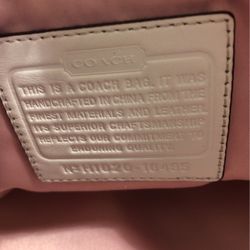 COACH
THIS IS A COACH BAG. IT WAS
HANDCRAFTED IN CHINA FROM THE
FINEST MATERIALS AND LEATHER.
ITS SUPERIOR CRAFTSMANSHIP
REFLECTS OUR COMMITMENT TO
ENDURING QUALITY.